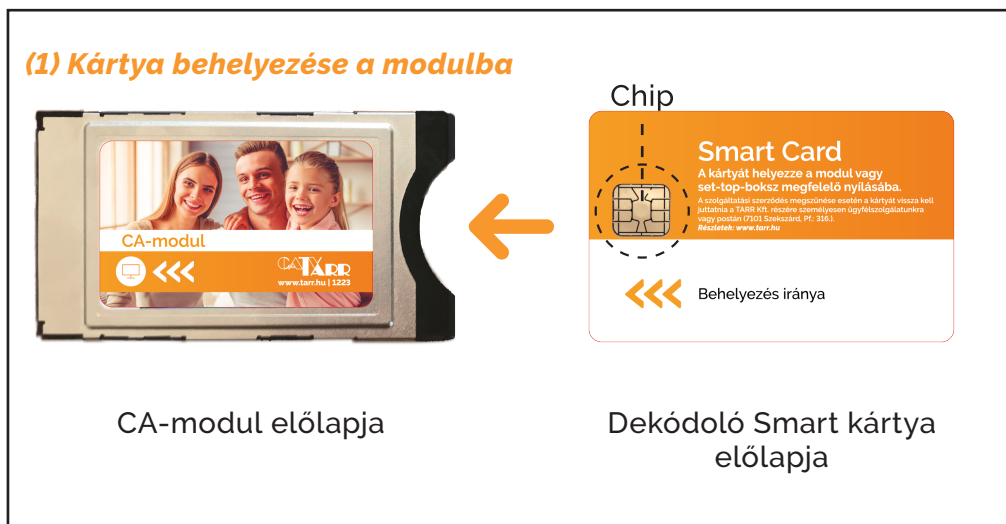 (1) Kártya behelyezése a modulba
Chip
CA-modul
CATV
TARR
www.tarr.hu | 1223
Smart Card
A kártyát helyezze a modul vagy
set-top-boksz megfelelő nyílásába.
A szolgáltatási szerződés megszűnése esetén a kártyát vissza kell
juttatnia a TARR Kft. részére személyesen ügyfélszolgálatunkra
vagy postán (7101 Szekszárd, Pf.: 316.).
Részletek: www.tarr.hu
Behelyezés iránya
CA-modul előlapja
Dekódoló Smart kártya
előlapja